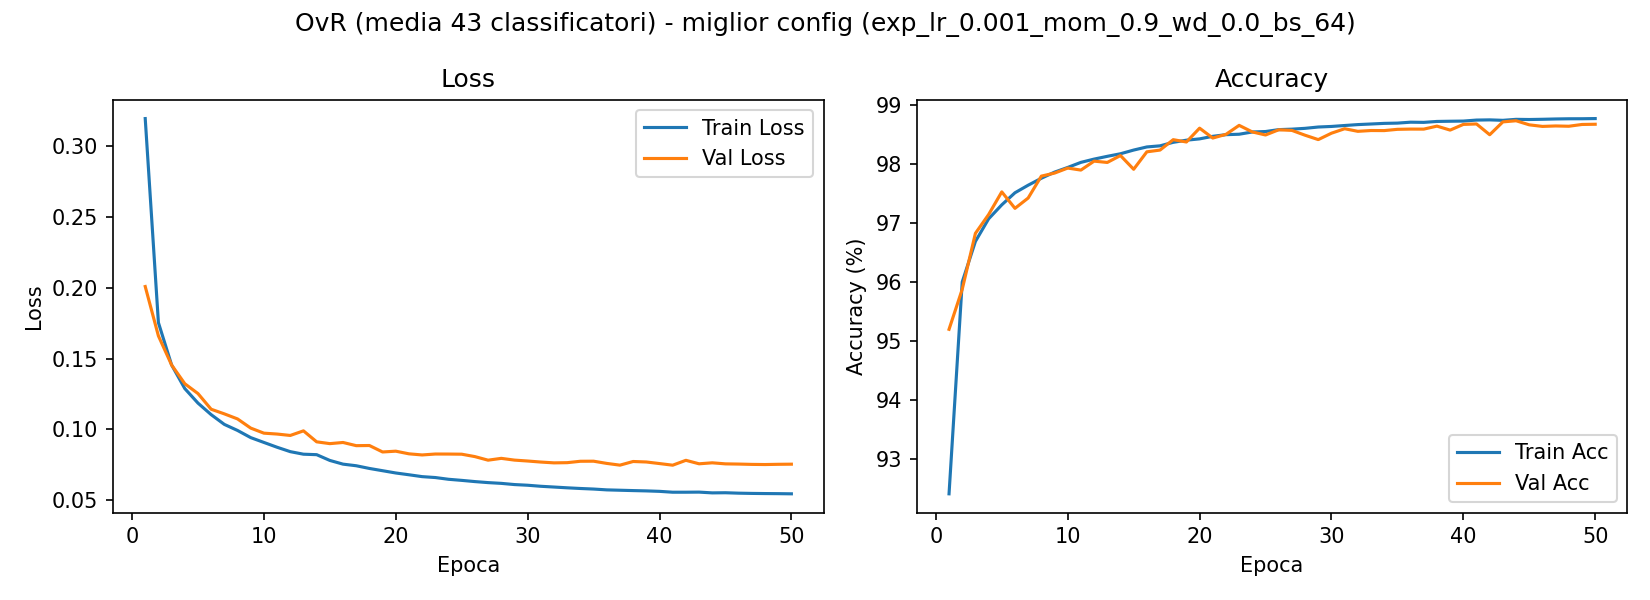 OvR (media 43 classificatori) - miglior config (exp_lr_0.001_mom_0.9_wd_0.0_bs_64)
Loss
Train Loss
Val Loss
0.30
0.25
0.20
0.15
0.10
0.05
Loss
0
10
20
30
40
50
Epoca
Accuracy
99
98
97
96
95
94
93
Accuracy (%)
Train Acc
Val Acc
0
10
20
30
40
50
Epoca